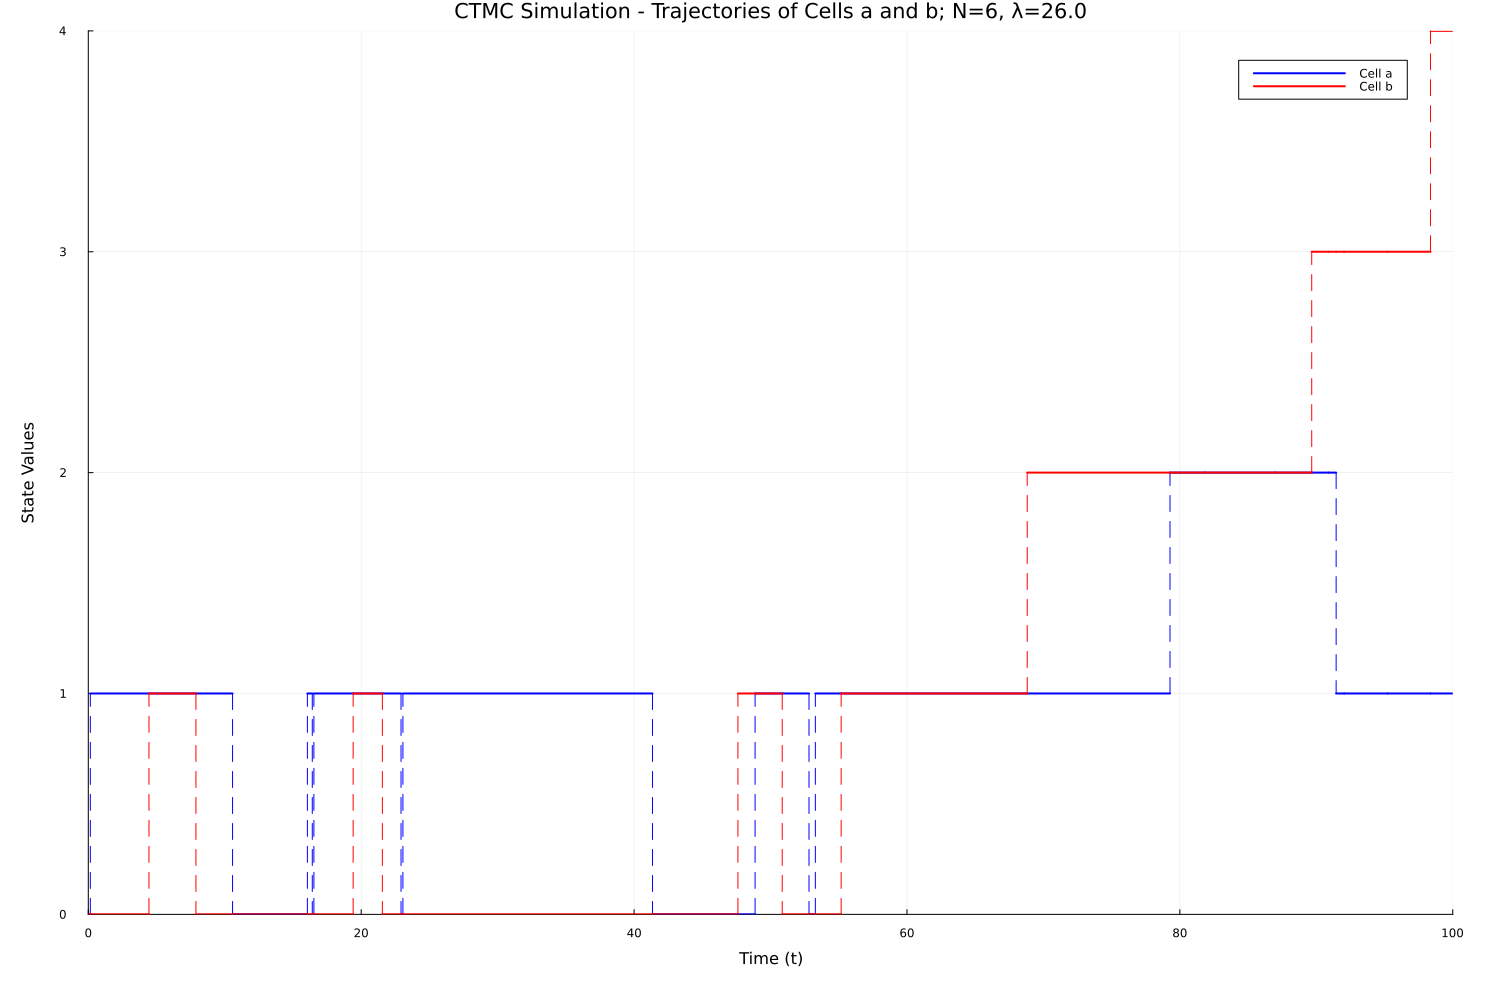 CTMC Simulation - Trajectories of Cells a and b; N=6, λ=26.0
4
Cell a
Cell b
3
State Values
2
1
0
0 20 40 60 80 100
Time (t)